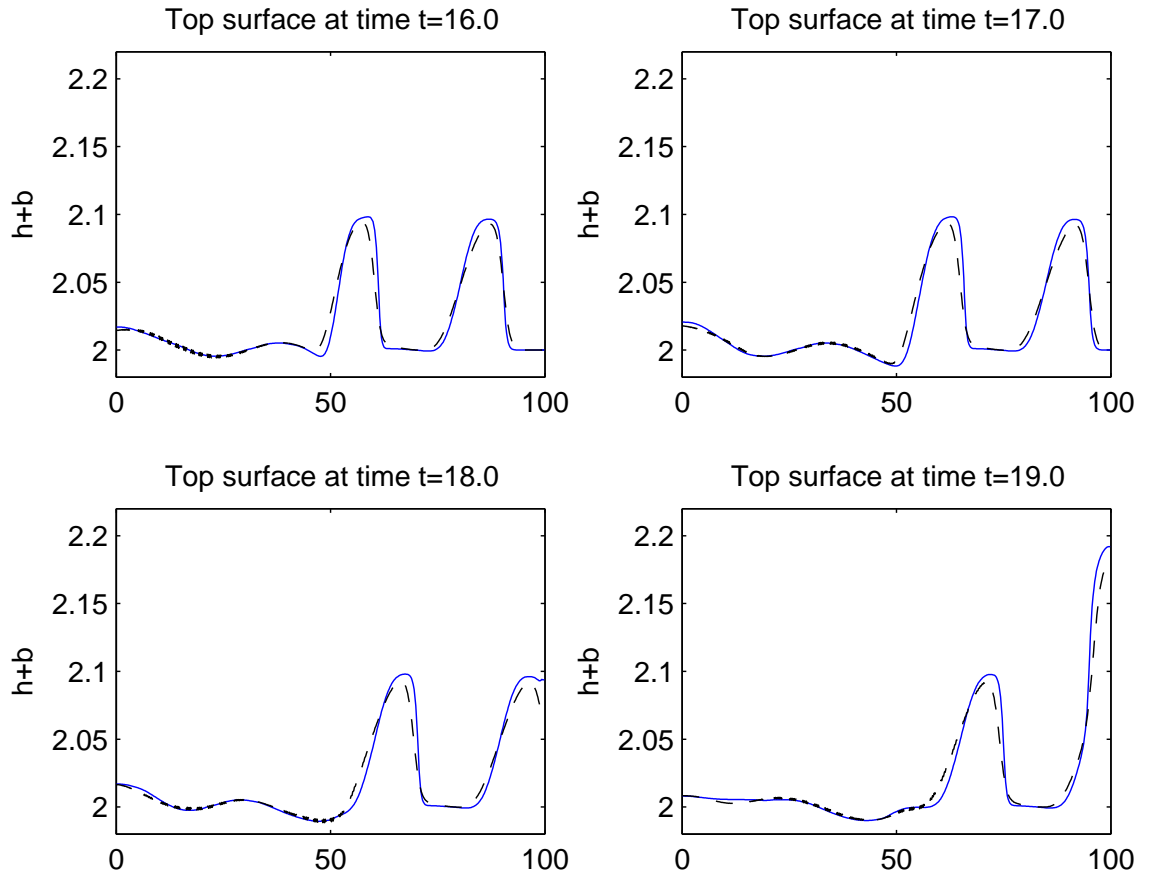 Top surface at time t=16.0
2.2
2.15
2.1
2.05
2
h+b
0 50 100
Top surface at time t=17.0
2.2
2.15
2.1
2.05
2
h+b
0 50 100
Top surface at time t=18.0
2.2
2.15
2.1
2.05
2
h+b
0 50 100
Top surface at time t=19.0
2.2
2.15
2.1
2.05
2
h+b
0 50 100